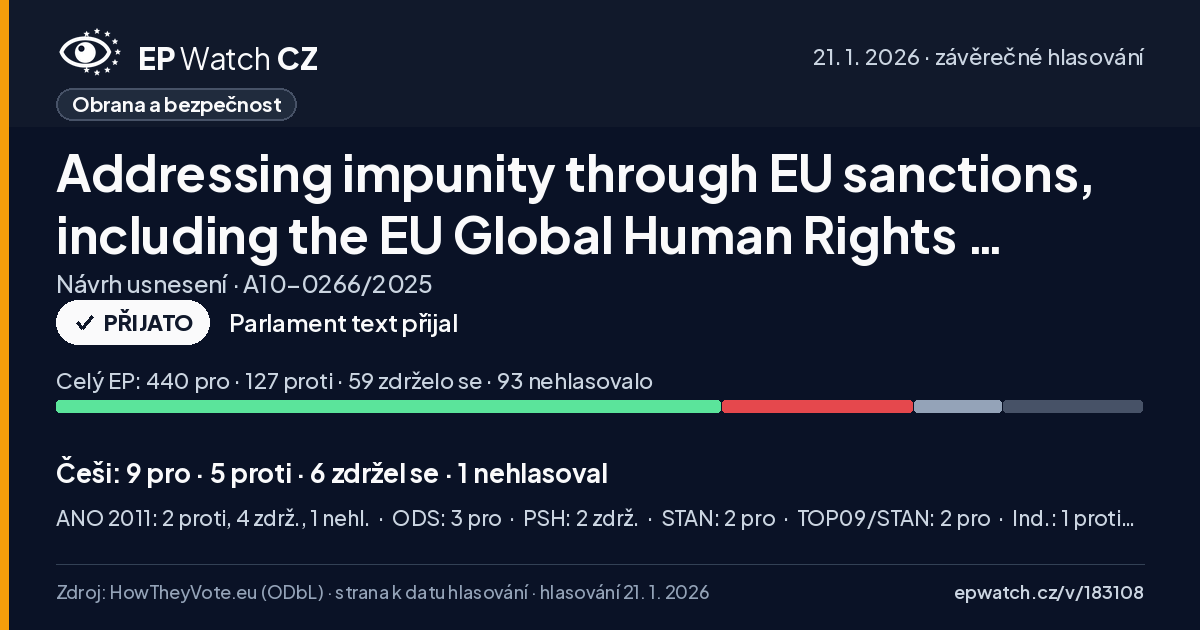 EP Watch CZ
21. 1. 2026 · závěrečné hlasování
Obrana a bezpečnost
Addressing impunity through EU sanctions,
including the EU Global Human Rights ...
Návrh usnesení · A10-0266/2025
✓ PŘIJATO Parlament text přijal
Celý EP: 440 pro · 127 proti · 59 zdrželo se · 93 nehlasovalo
Češi: 9 pro · 5 proti · 6 zdržel se · 1 nehlasoval
ANO 2011: 2 proti, 4 zdrž., 1 nehl. · ODS: 3 pro · PSH: 2 zdrž. · STAN: 2 pro · TOP09/STAN: 2 pro · Ind.: 1 proti...
Zdroj: HowTheyVote.eu (ODbL) · strana k datu hlasování · hlasování 21. 1. 2026
epwatch.cz/v/183108